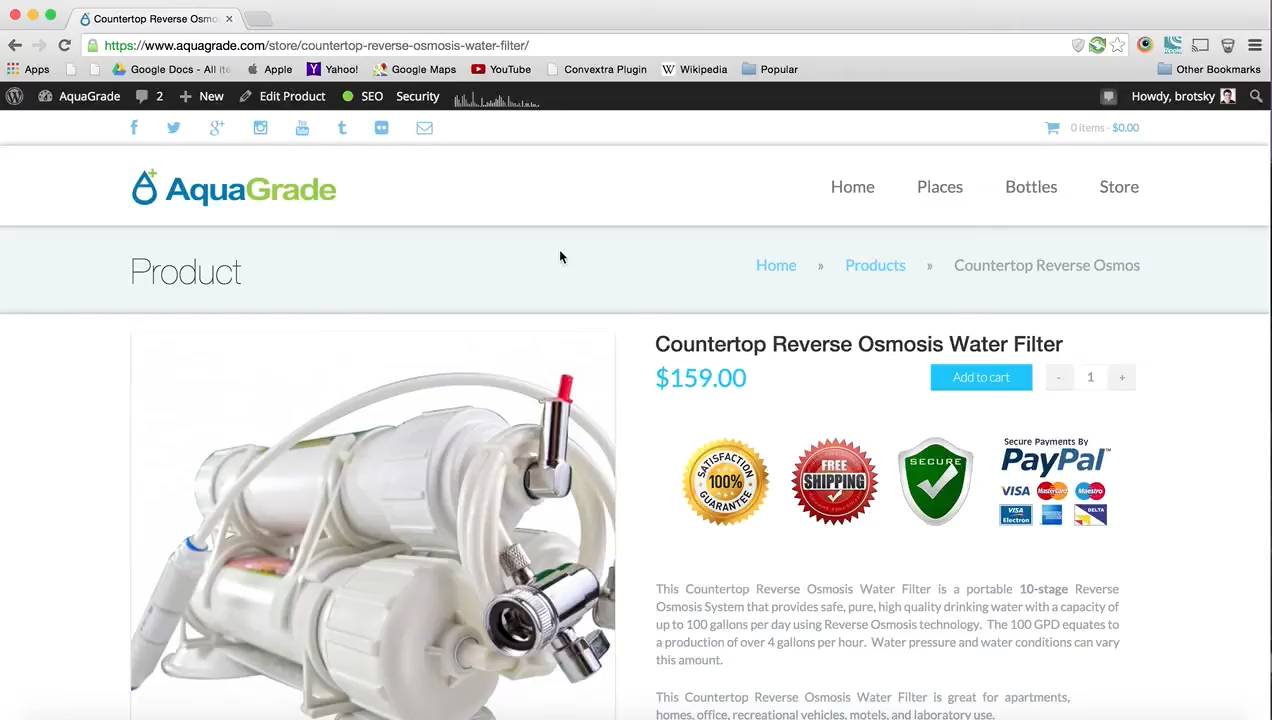 Countertop Reverse Osmo
https://www.aquagrade.com/store/countertop-reverse-osmosis-water-filter/
Apps Google Docs - All ite Apple Yahoo! Google Maps YouTube Convextra Plugin Wikipedia Popular Other Bookmarks
AquaGrade 2 New Edit Product SEO Security Howdy, brotsky
0 items - $0.00
AquaGrade
Home Places Bottles Store
Product
Home » Products » Countertop Reverse Osmos
Countertop Reverse Osmosis Water Filter
$159.00
Add to cart - 1 +
SATISFACTION
100%
GUARANTEE
FREE
SHIPPING
SECURE
Secure Payments By
PayPal™
VISA MasterCard Maestro
VISA Electron DELTA
This Countertop Reverse Osmosis Water Filter is a portable 10-stage Reverse
Osmosis System that provides safe, pure, high quality drinking water with a capacity of
up to 100 gallons per day using Reverse Osmosis technology. The 100 GPD equates to
a production of over 4 gallons per hour. Water pressure and water conditions can vary
this amount.
This Countertop Reverse Osmosis Water Filter is great for apartments,
homes, office, recreational vehicles, motels, and laboratory use.